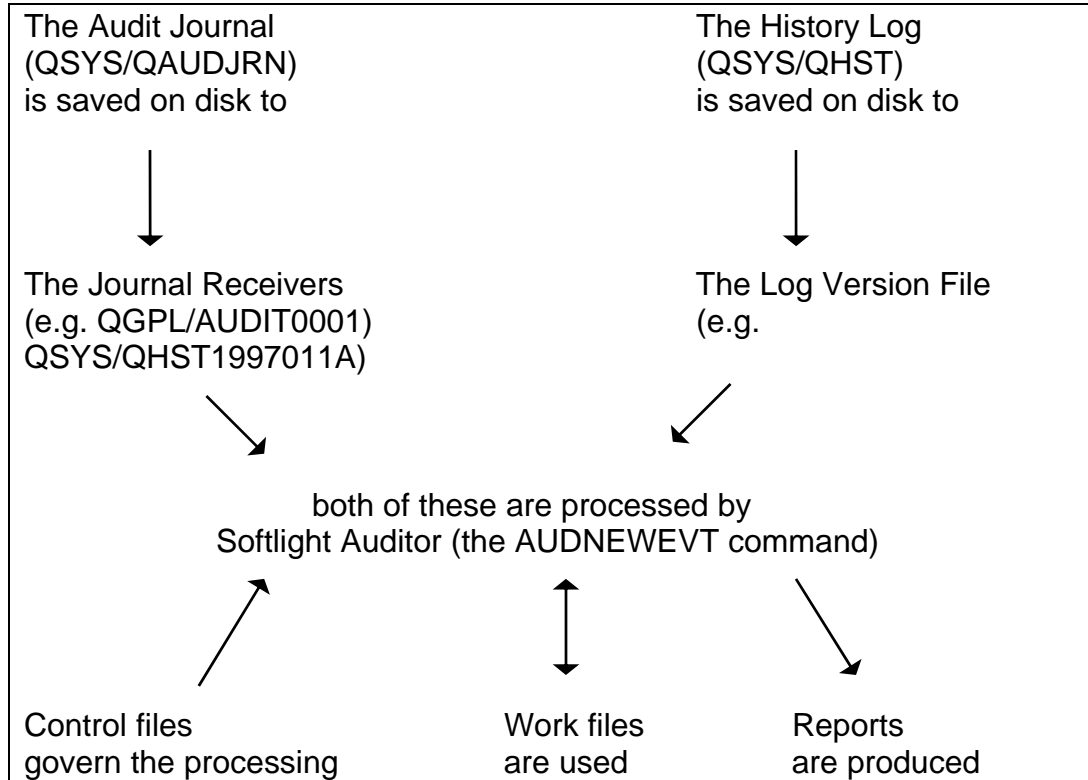 The Audit Journal
(QSYS/QAUDJRN)
is saved on disk to
The History Log
(QSYS/QHST)
is saved on disk to
The Journal Receivers
(e.g. QGPL/AUDIT0001)
QSYS/QHST1997011A)
The Log Version File
(e.g.
both of these are processed by
Softlight Auditor (the AUDNEWEVT command)
Control files
govern the processing
Work files
are used
Reports
are produced